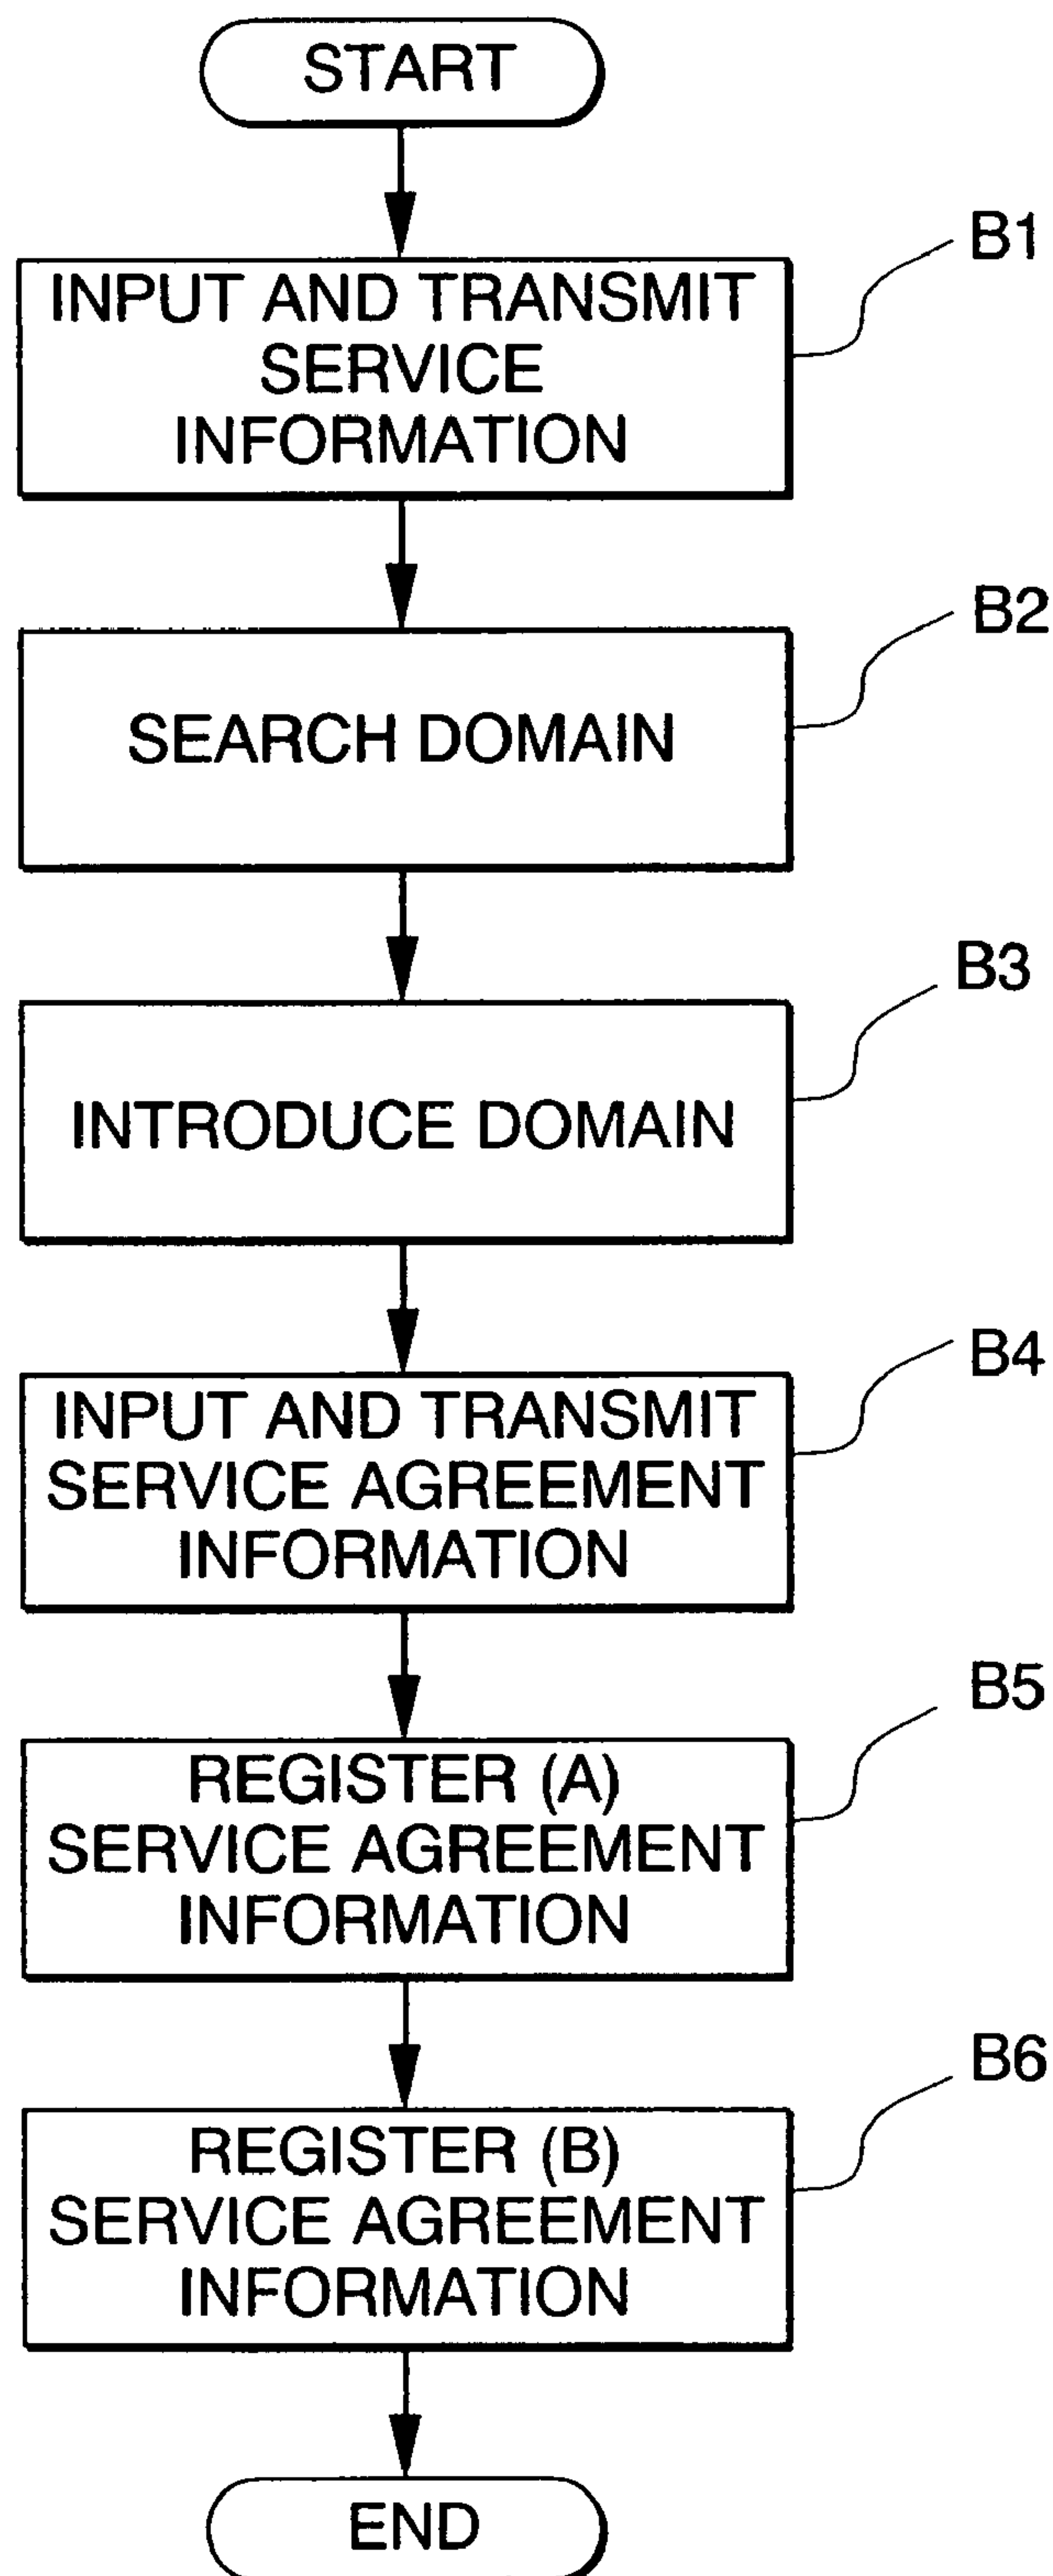 START
B1
INPUT AND TRANSMIT
SERVICE
INFORMATION
B2
SEARCH DOMAIN
B3
INTRODUCE DOMAIN
B4
INPUT AND TRANSMIT
SERVICE AGREEMENT
INFORMATION
B5
REGISTER (A)
SERVICE AGREEMENT
INFORMATION
B6
REGISTER (B)
SERVICE AGREEMENT
INFORMATION
END